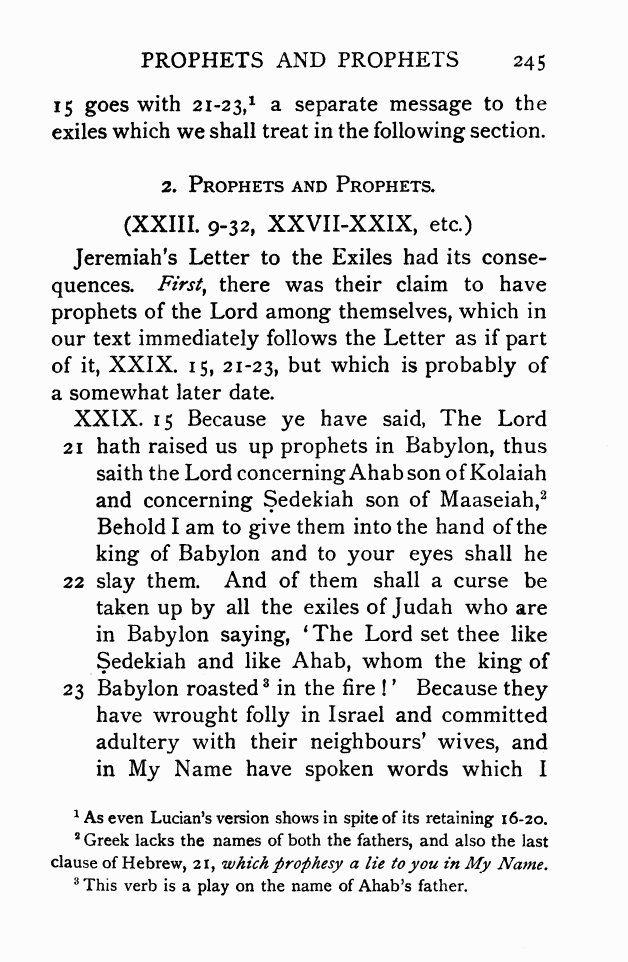 PROPHETS AND PROPHETS 245
15 goes with 21-23,¹ a separate message to the
exiles which we shall treat in the following section.
2. PROPHETS AND PROPHETS.
(XXIII. 9-32, XXVII-XXIX, etc.)
Jeremiah's Letter to the Exiles had its conse-
quences. First, there was their claim to have
prophets of the Lord among themselves, which in
our text immediately follows the Letter as if part
of it, XXIX. 15, 21-23, but which is probably of
a somewhat later date.
XXIX. 15 Because ye have said, The Lord
21 hath raised us up prophets in Babylon, thus
saith the Lord concerning Ahab son of Kolaiah
and concerning Ṣedekiah son of Maaseiah,²
Behold I am to give them into the hand of the
king of Babylon and to your eyes shall he
22 slay them. And of them shall a curse be
taken up by all the exiles of Judah who are
in Babylon saying, 'The Lord set thee like
Ṣedekiah and like Ahab, whom the king of
23 Babylon roasted³ in the fire!' Because they
have wrought folly in Israel and committed
adultery with their neighbours' wives, and
in My Name have spoken words which I
¹ As even Lucian's version shows in spite of its retaining 16-20.
² Greek lacks the names of both the fathers, and also the last
clause of Hebrew, 21, which prophesy a lie to you in My Name.
³ This verb is a play on the name of Ahab's father.